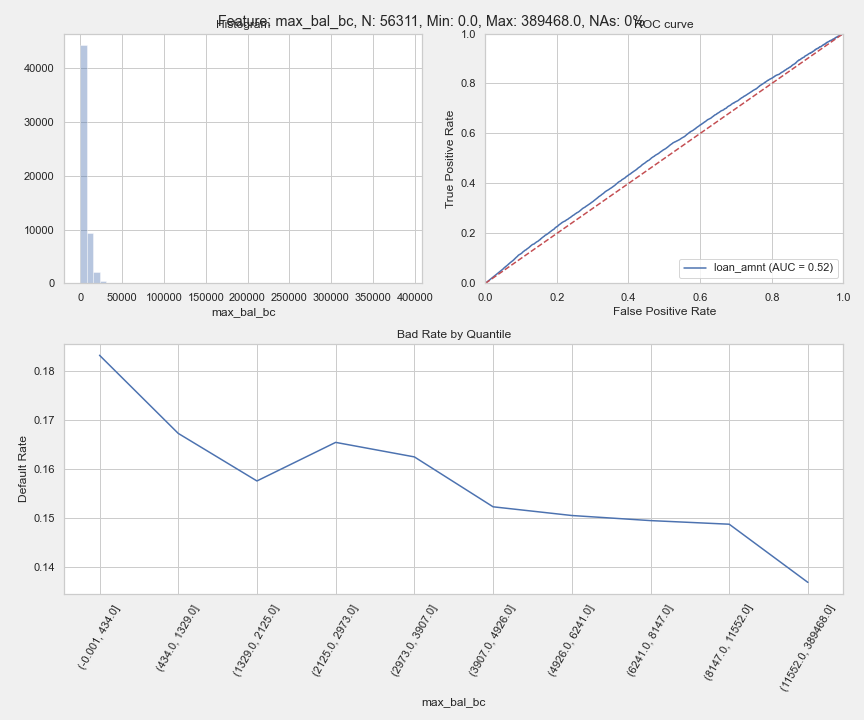 Feature: max_bal_bc, N: 56311, Min: 0.0, Max: 389468.0, NAs: 0%
Histogram
ROC curve
40000
30000
20000
10000
0
0 50000 100000 150000 200000 250000 300000 350000 400000
max_bal_bc
True Positive Rate
1.0
0.8
0.6
0.4
0.2
0.0
loan_amnt (AUC = 0.52)
0.0 0.2 0.4 0.6 0.8 1.0
False Positive Rate
Bad Rate by Quantile
Default Rate
0.18
0.17
0.16
0.15
0.14
(-0.001, 434.0]
(434.0, 1329.0]
(1329.0, 2125.0]
(2125.0, 2973.0]
(2973.0, 3907.0]
(3907.0, 4926.0]
(4926.0, 6241.0]
(6241.0, 8147.0]
(8147.0, 11552.0]
(11552.0, 389468.0]
max_bal_bc